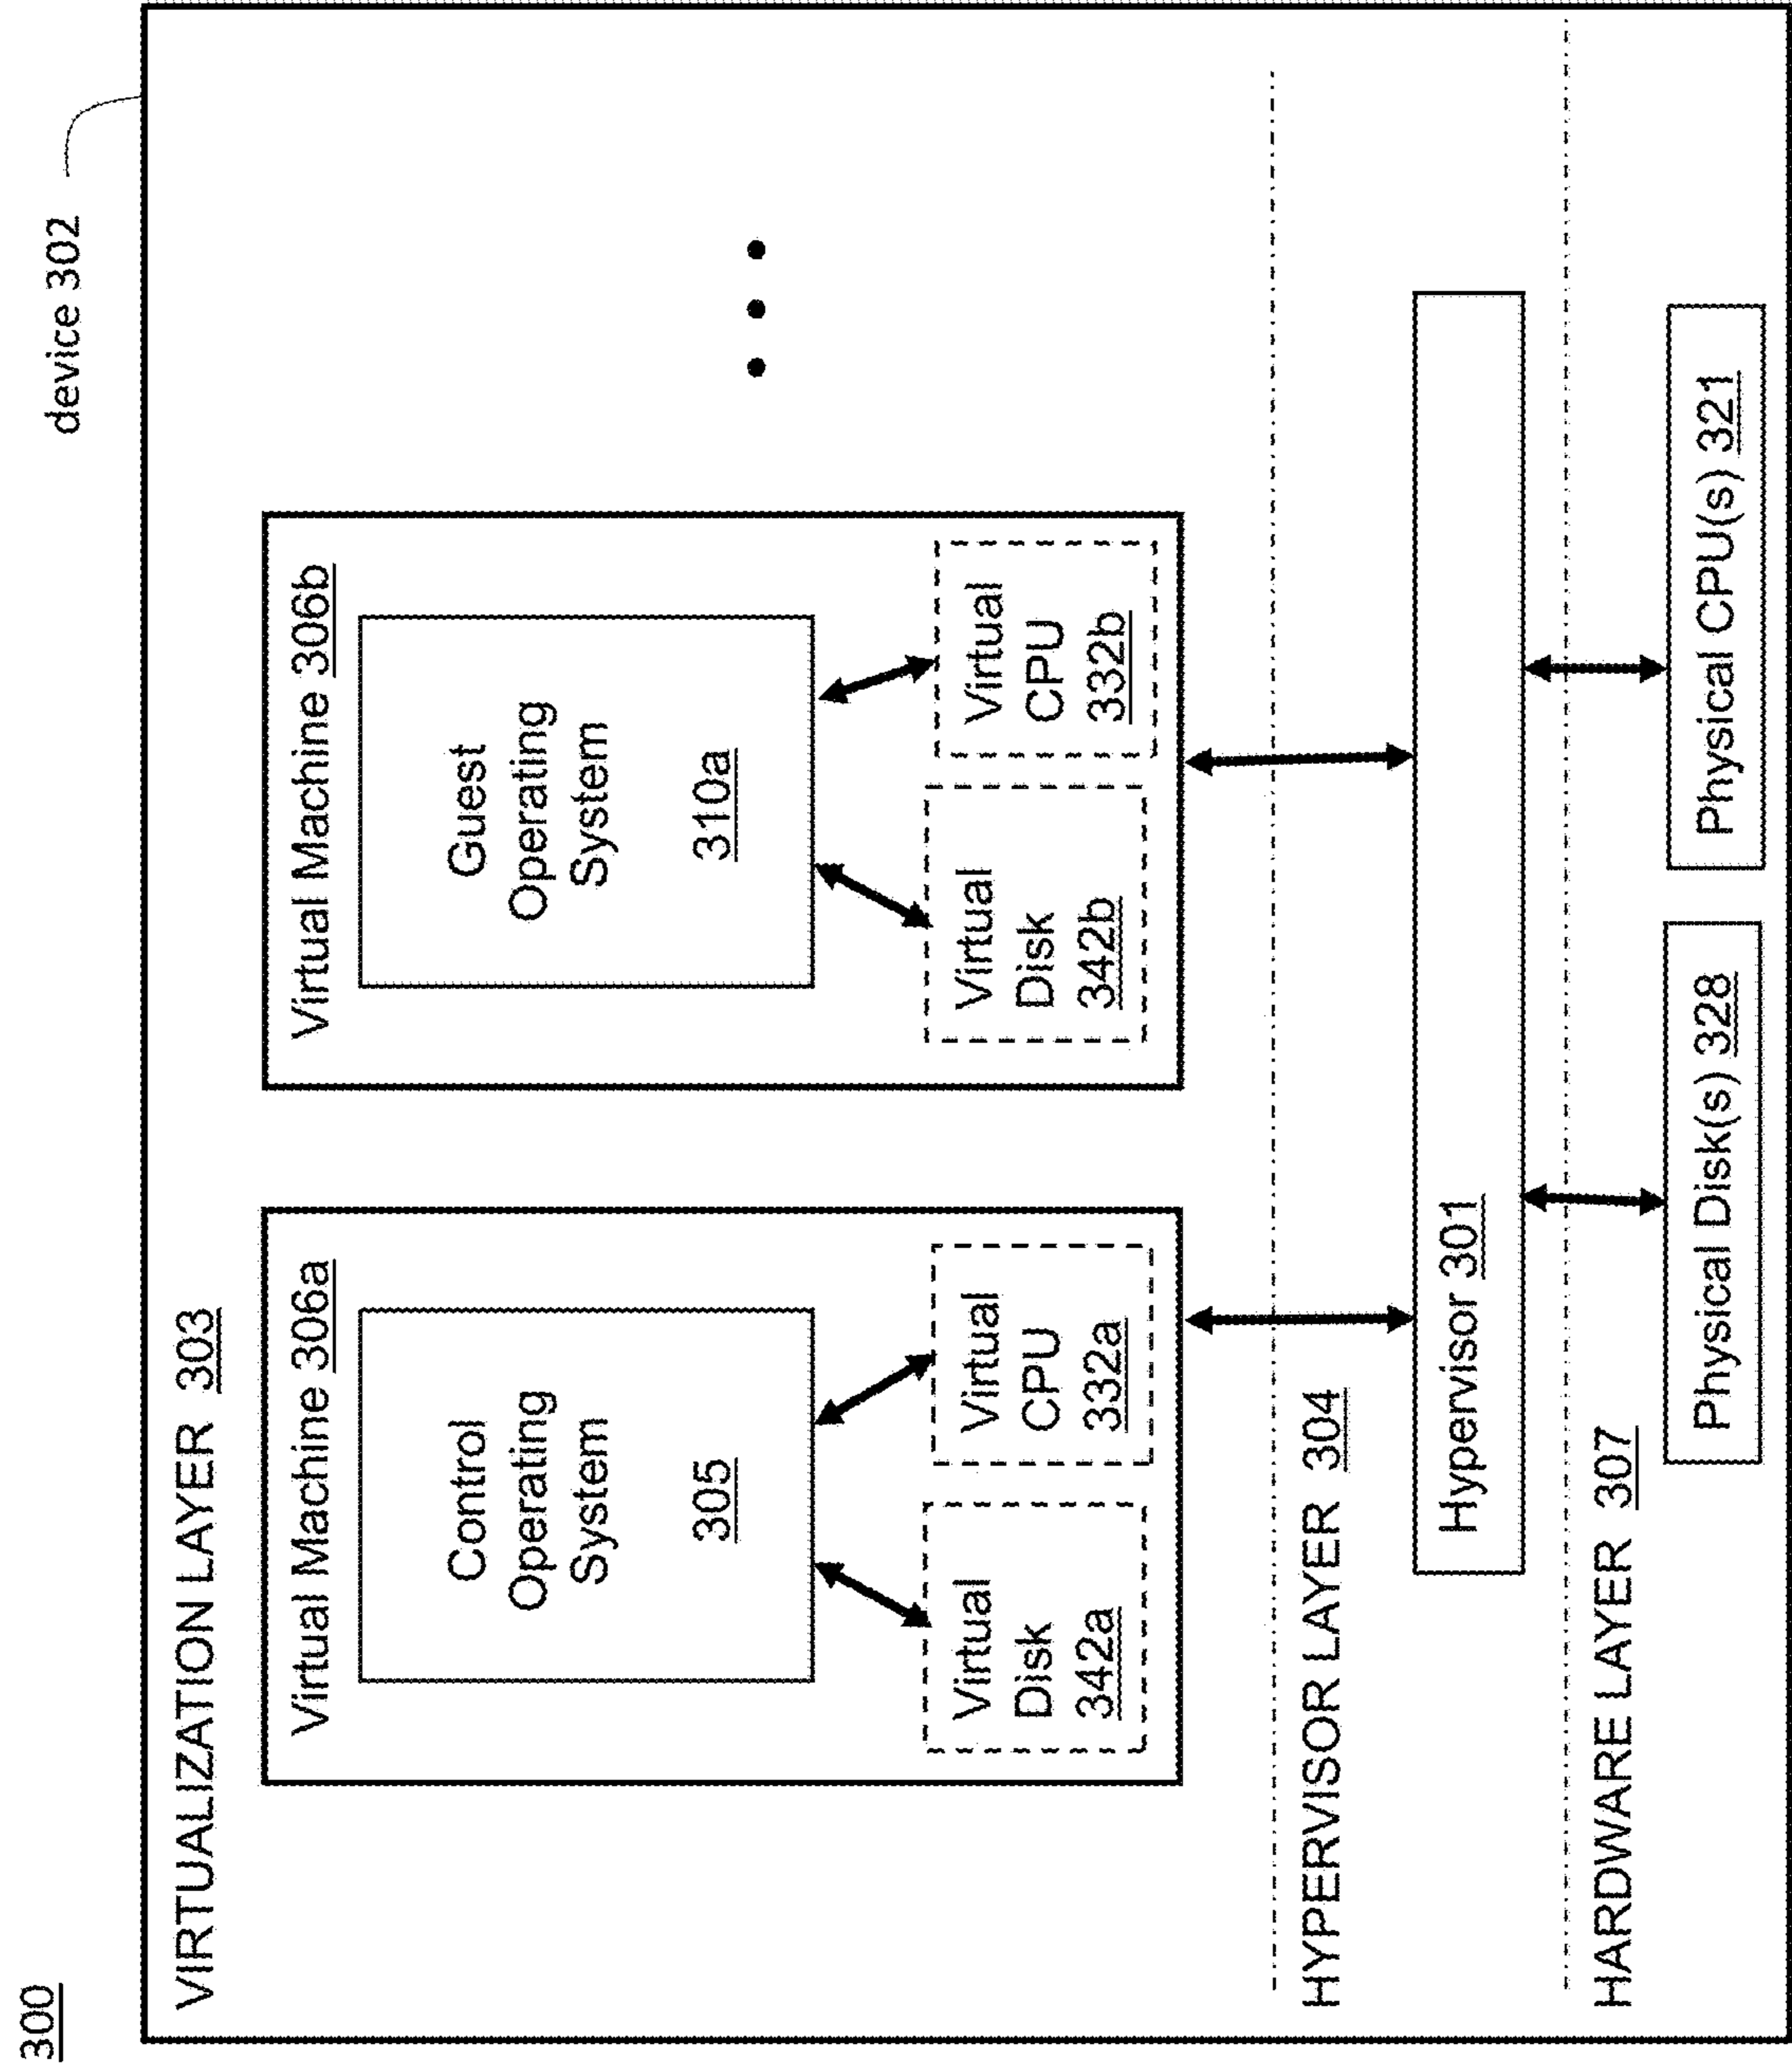 300
device 302
VIRTUALIZATION LAYER 303
Virtual Machine 306a
Control
Operating
System
305
Virtual
Disk
342a
Virtual
CPU
332a
Virtual Machine 306b
Guest
Operating
System
310a
Virtual
Disk
342b
Virtual
CPU
332b
HYPERVISOR LAYER 304
Hypervisor 301
HARDWARE LAYER 307
Physical Disk(s) 328
Physical CPU(s) 321